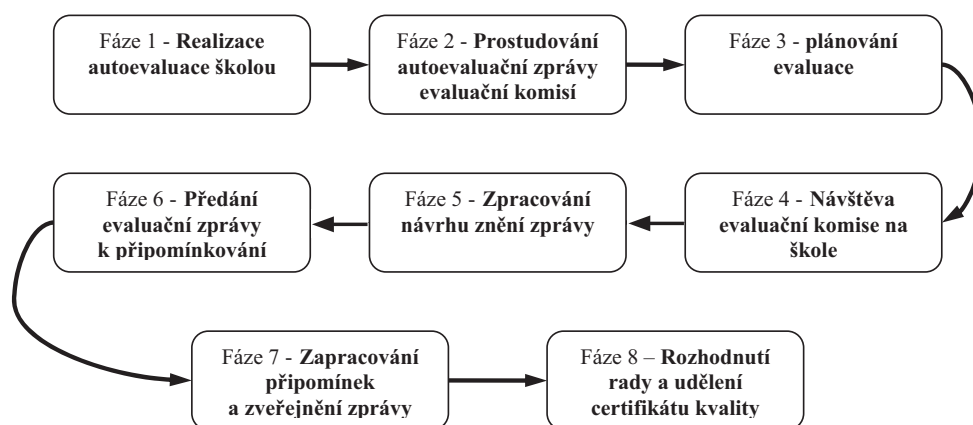 Fáze 1 - Realizace
autoevaluace školou
Fáze 2 - Prostudování
autoevaluační zprávy
evaluační komisí
Fáze 3 - plánování
evaluace
Fáze 4 - Návštěva
evaluační komise na
škole
Fáze 5 - Zpracování
návrhu znění zprávy
Fáze 6 - Předání
evaluační zprávy
k připomínkování
Fáze 7 - Zapracování
připomínek
a zveřejnění zprávy
Fáze 8 – Rozhodnutí
rady a udělení
certifikátu kvality